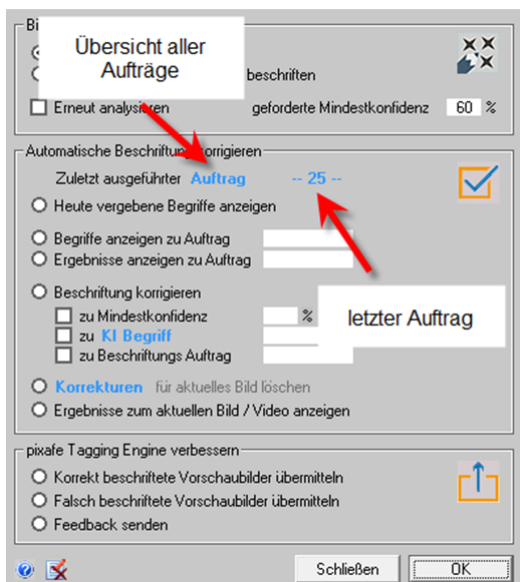 Bi
Übersicht aller
Aufträge
beschriften
Erneut analysieren geforderte Mindestkonfidenz 60 %
Automatische Beschriftung korrigieren
Zuletzt ausgeführter Auftrag -- 25 --
Heute vergebene Begriffe anzeigen
Begriffe anzeigen zu Auftrag
Ergebnisse anzeigen zu Auftrag
Beschriftung korrigieren
zu Mindestkonfidenz %
letzter Auftrag
zu KI Begriff
zu Beschriftungs Auftrag
Korrekturen für aktuelles Bild löschen
Ergebnisse zum aktuellen Bild / Video anzeigen
pixafe Tagging Engine verbessern
Korrekt beschriftete Vorschaubilder übermitteln
Falsch beschriftete Vorschaubilder übermitteln
Feedback senden
Schließen OK